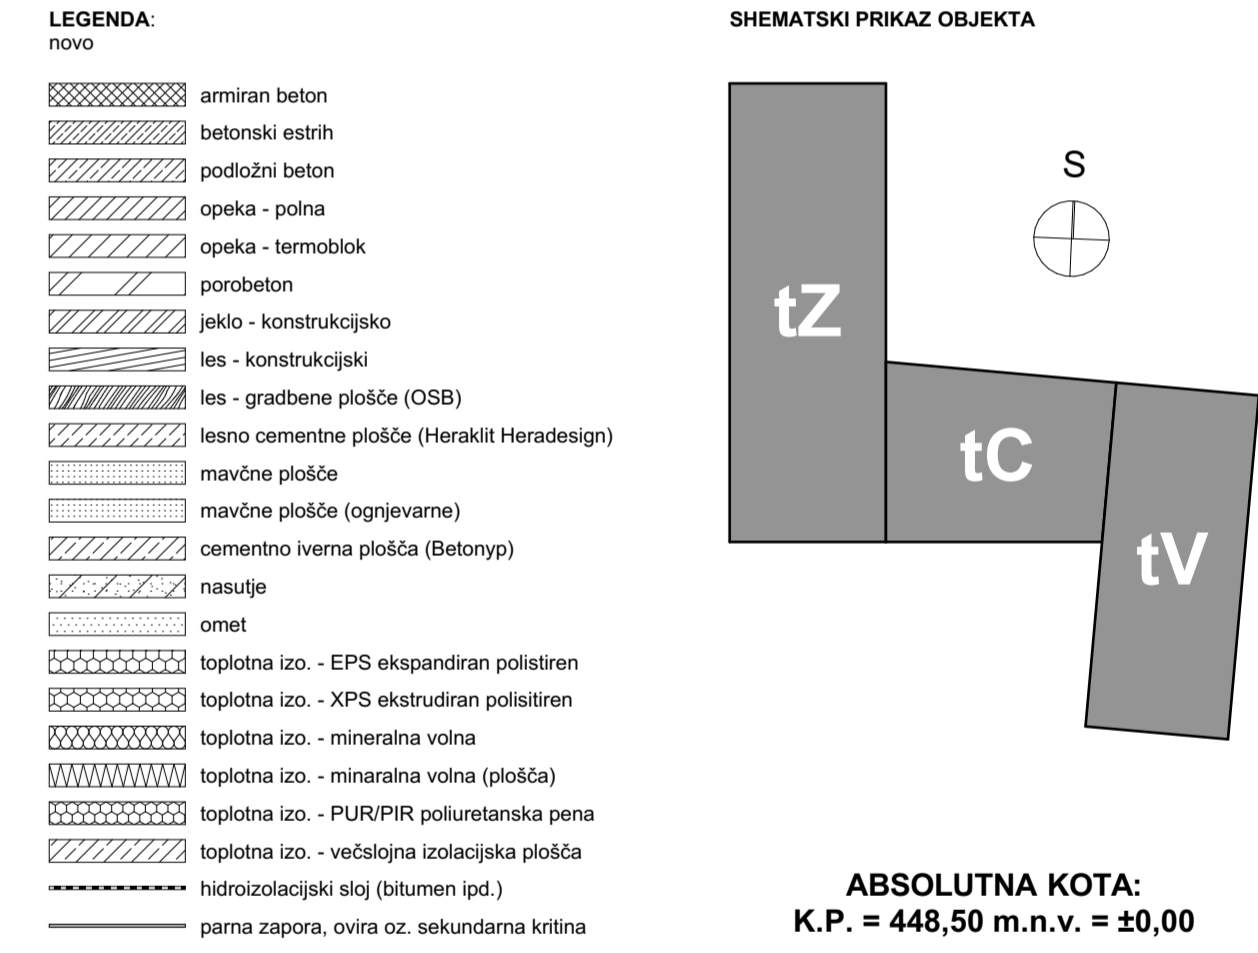 LEGENDA:
novo
armiran beton
betonski estrih
podložni beton
opeka - polna
opeka - termoblok
porobeton
jeklo - konstrukcijsko
les - konstrukcijski
les - gradbene plošče (OSB)
lesno cementne plošče (Heraklit Heradesign)
mavčne plošče
mavčne plošče (ognjevarne)
cementno iverna plošča (Betonyp)
nasutje
omet
toplotna izo. - EPS ekspandiran polistiren
toplotna izo. - XPS ekstrudiran polisitiren
toplotna izo. - mineralna volna
toplotna izo. - minaralna volna (plošča)
toplotna izo. - PUR/PIR poliuretanska pena
toplotna izo. - večslojna izolacijska plošča
hidroizolacijski sloj (bitumen ipd.)
parna zapora, ovira oz. sekundarna kritina
SHEMATSKI PRIKAZ OBJEKTA
S
tZ
tC
tV
ABSOLUTNA KOTA:
K.P. = 448,50 m.n.v. = ±0,00